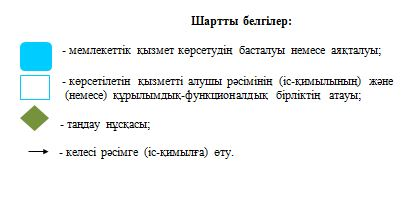 Шартты белгілер:
- мемлекеттік қызмет көрсетудің басталуы немесе аяқталуы;
- көрсетілетін қызметті алушы рәсімінің (іс-қимылының) және
(немесе) құрылымдық-функционалдық бірліктің атауы;
- таңдау нұсқасы;
- келесі рәсімге (іс-қимылға) өту.